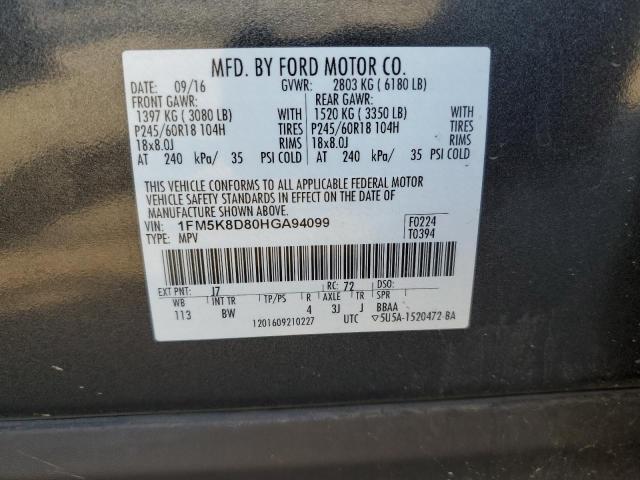 MFD. BY FORD MOTOR CO.
DATE: 09/16 GVWR: 2803 KG ( 6180 LB)
FRONT GAWR: REAR GAWR:
1397 KG ( 3080 LB) WITH 1520 KG ( 3350 LB) WITH
P245/60R18 104H TIRES P245/60R18 104H TIRES
18x8.0J RIMS 18x8.0J RIMS
AT 240 kPa/ 35 PSI COLD AT 240 kPa/ 35 PSI COLD
THIS VEHICLE CONFORMS TO ALL APPLICABLE FEDERAL MOTOR
VEHICLE SAFETY STANDARDS IN EFFECT ON THE DATE OF
MANUFACTURE SHOWN ABOVE.
VIN: 1FM5K8D80HGA94099 F0224
TYPE: MPV T0394
EXT PNT: J7 RC: 72 DSO:
WB INT TR TP/PS R AXLE TR SPR
113 BW 4 3J J BBAA
1201609210227 UTC ▽5U5A-1520472-BA